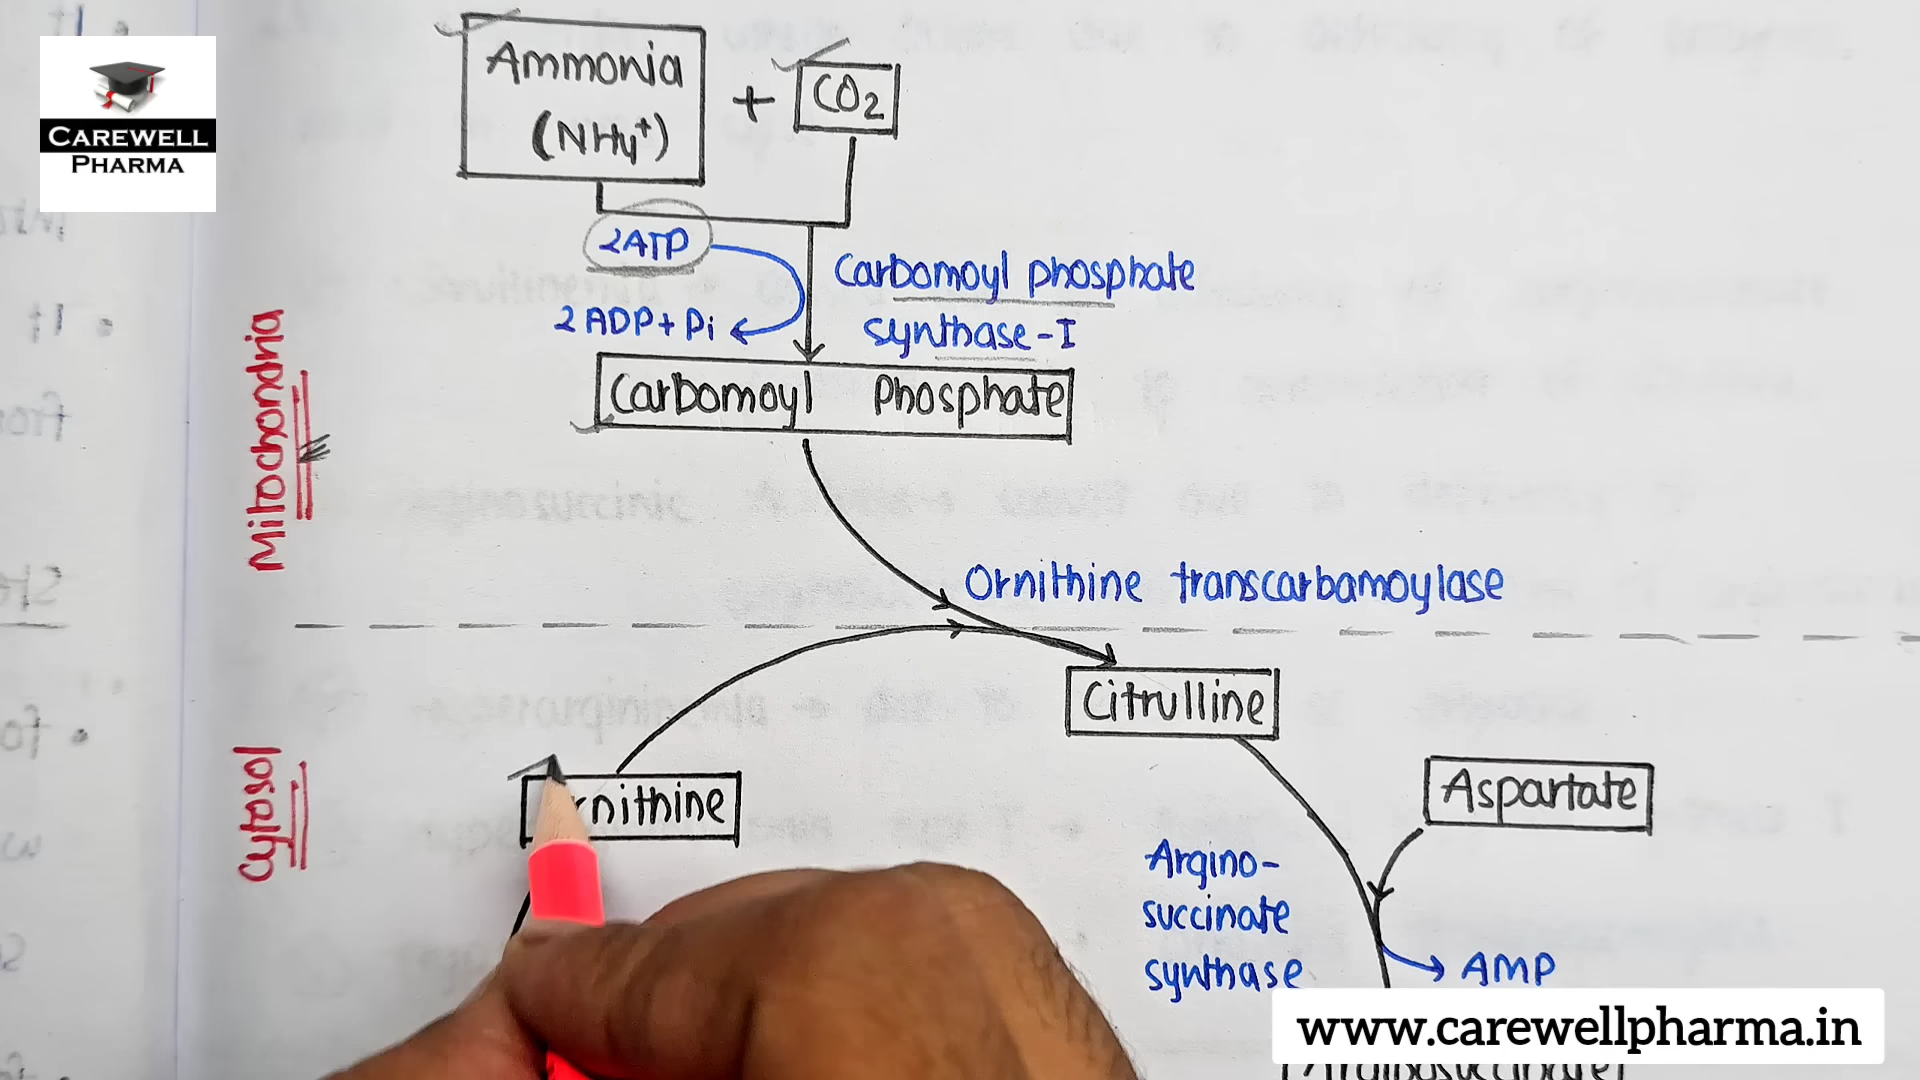 Ammonia
(NH4+)
+
CO2
CAREWELL
PHARMA
2ATP
Carbomoyl phosphate
synthase-I
2 ADP + Pi
Carbomoyl Phosphate
Mitochondria
Ornithine transcarbamoylase
Citrulline
Cytosol
rnithine
Aspartate
Argino-
succinate
synthase
AMP
www.carewellpharma.in